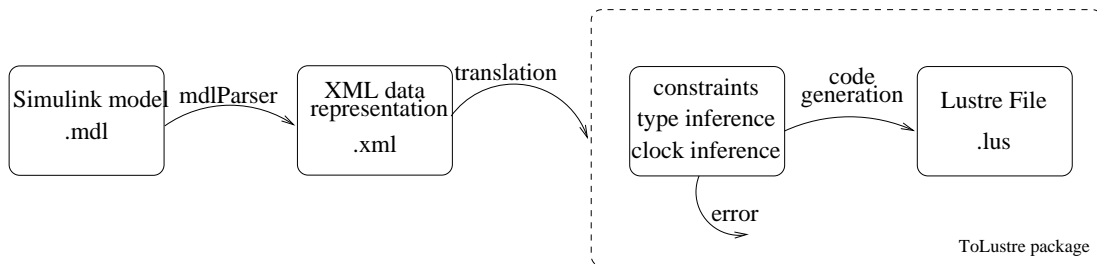 Simulink model
.mdl
mdlParser
XML data
representation
.xml
translation
constraints
type inference
clock inference
error
code
generation
Lustre File
.lus
ToLustre package